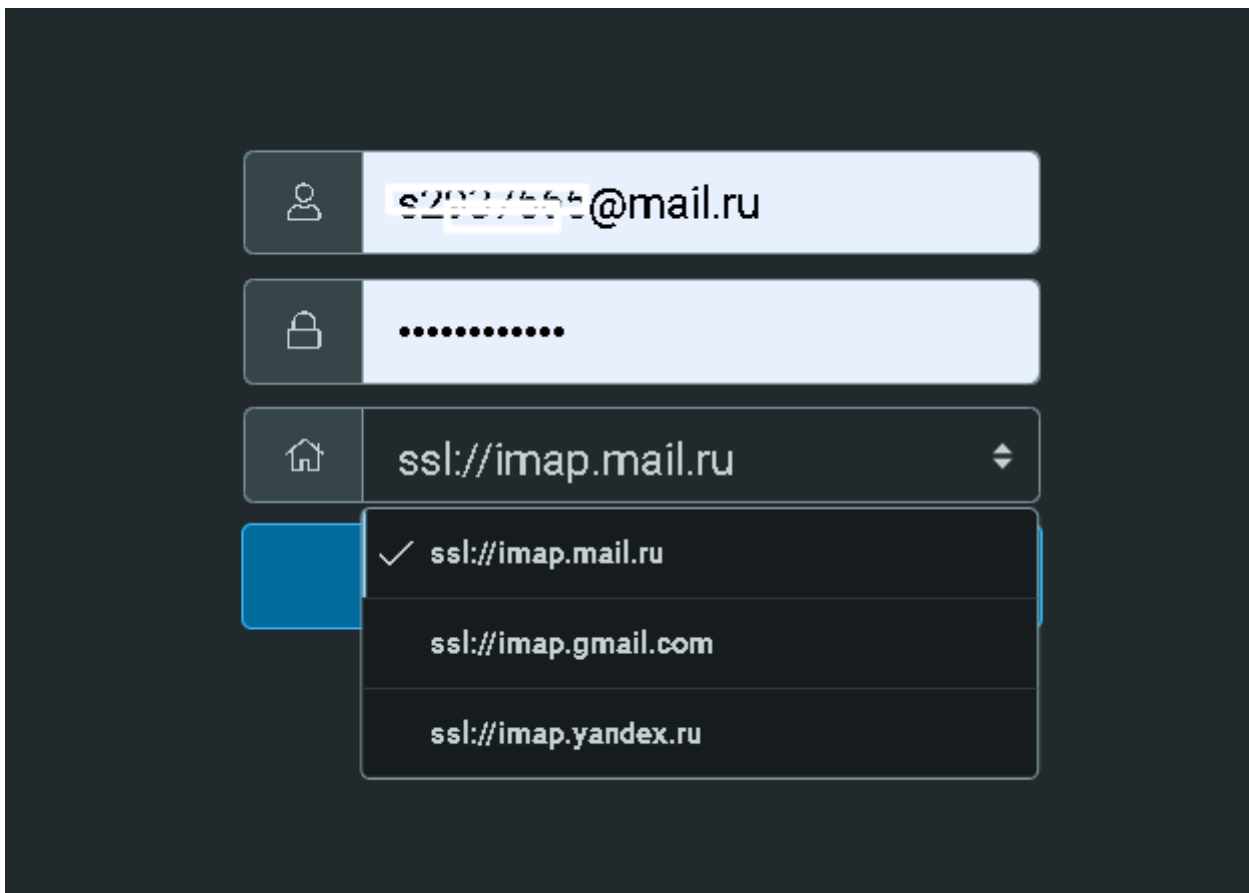 @mail.ru
••••••••••••
ssl://imap.mail.ru
ssl://imap.mail.ru
ssl://imap.gmail.com
ssl://imap.yandex.ru